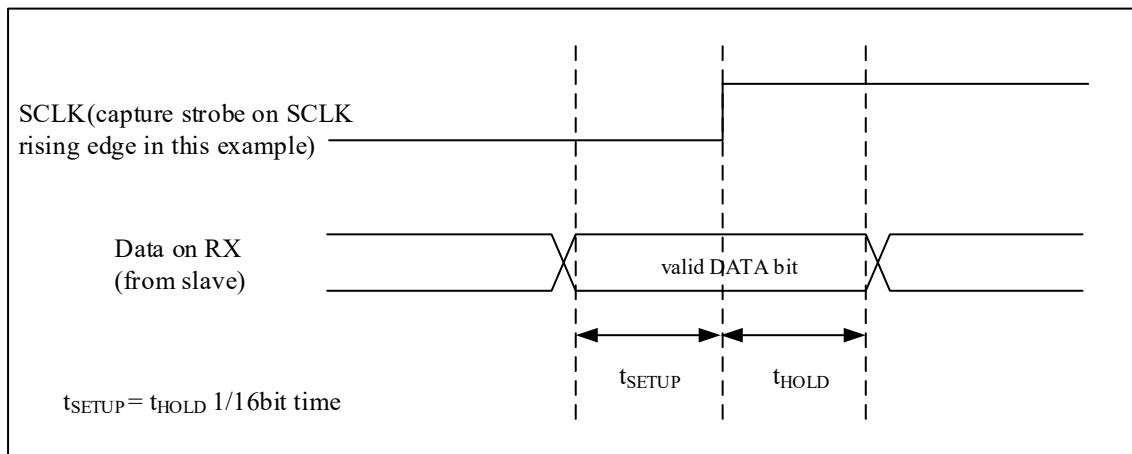 SCLK(capture strobe on SCLK
rising edge in this example)
Data on RX
(from slave)
valid DATA bit
tSETUP
tHOLD
tSETUP= tHOLD 1/16bit time